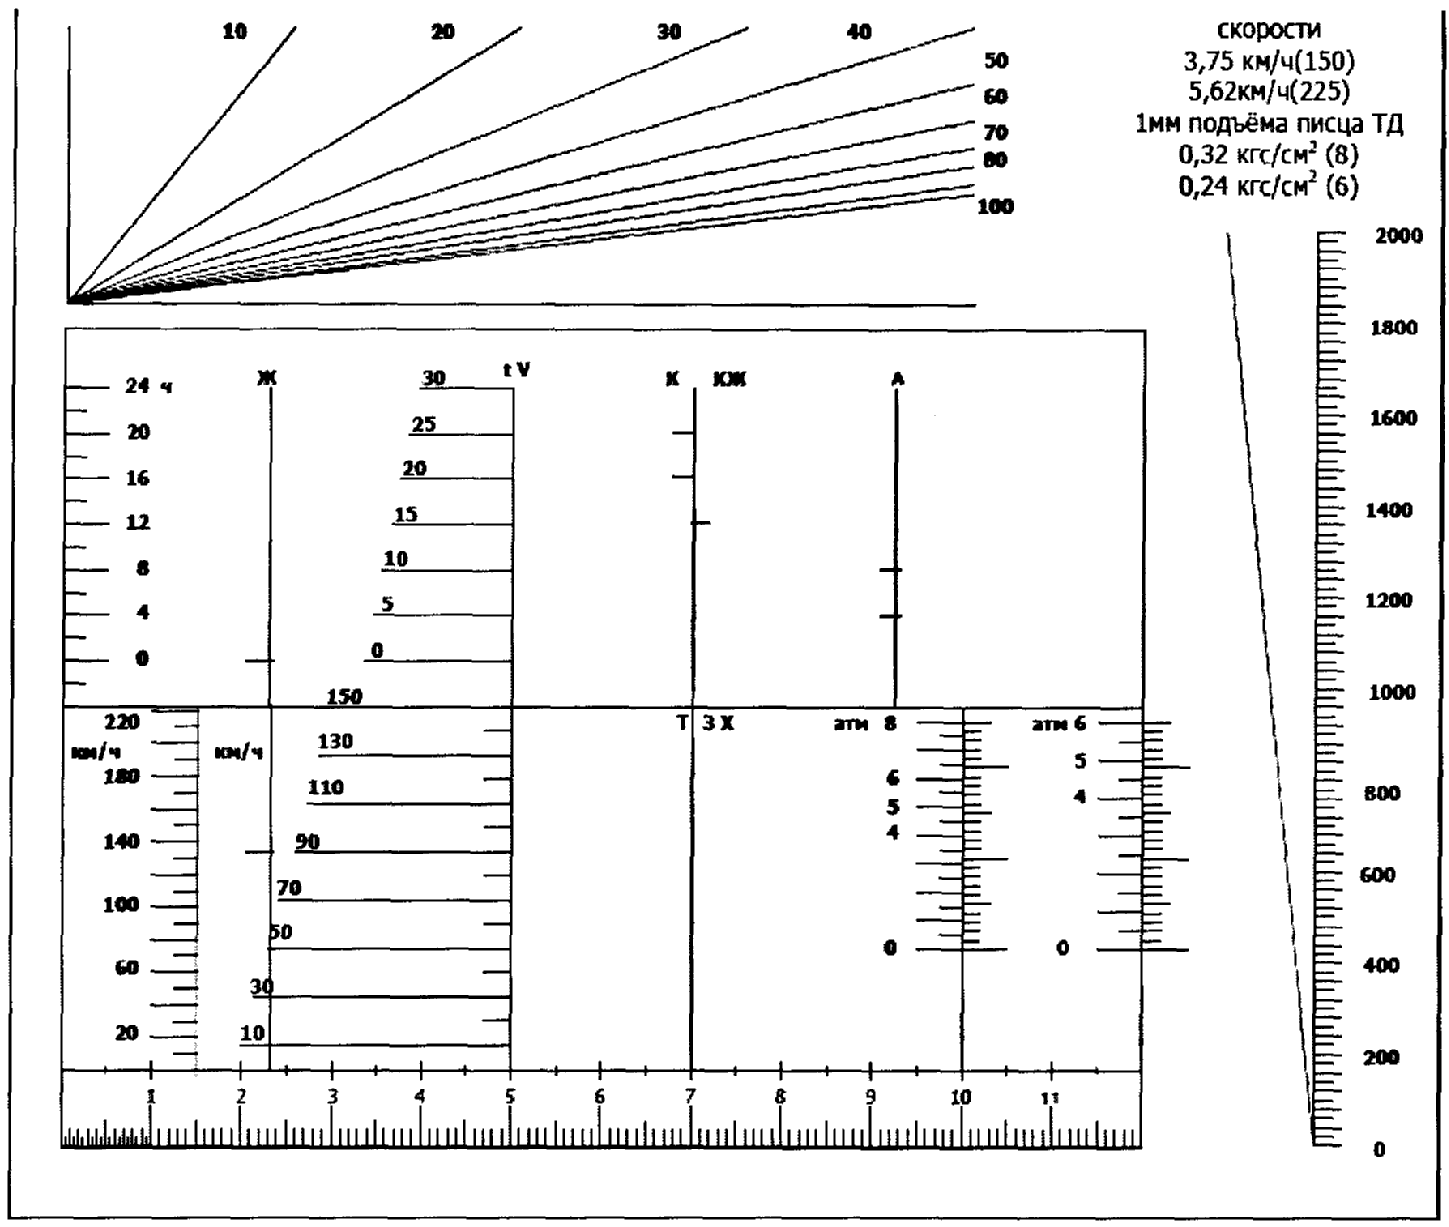 10 20 30 40
50
60
70
80
100
скорости
3,75 км/ч(150)
5,62км/ч(225)
1мм подъёма писца ТД
0,32 кгс/см² (8)
0,24 кгс/см² (6)
2000
1800
1600
1400
1200
1000
800
600
400
200
0
24 ч
20
16
12
8
4
0
Ж
t V
30
25
20
15
10
5
0
К КЖ
А
220
км/ч
180
140
100
60
20
км/ч
150
130
110
90
70
50
30
10
Т З Х
атм 8
6
5
4
0
атм 6
5
4
0
1 2 3 4 5 6 7 8 9 10 11